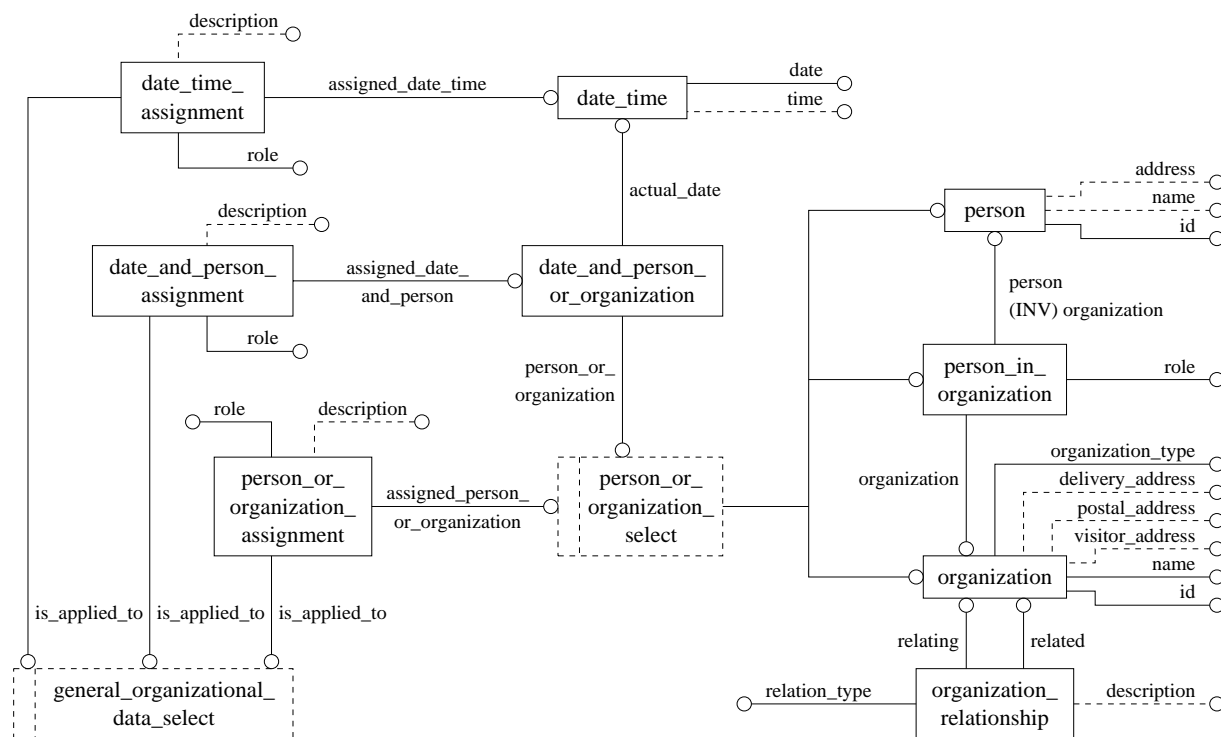 description
date_time_
assignment
assigned_date_time
date_time
date
time
role
actual_date
address
name
id
person
description
date_and_person_
assignment
assigned_date_
and_person
date_and_person_
or_organization
person
(INV) organization
role
person_or_
organization
person_in_
organization
role
role
description
organization_type
delivery_address
postal_address
visitor_address
name
id
organization
person_or_
organization_
assignment
assigned_person_
or_organization
person_or_
organization_
select
organization
is_applied_to
is_applied_to
is_applied_to
relating
related
general_organizational_
data_select
relation_type
organization_
relationship
description